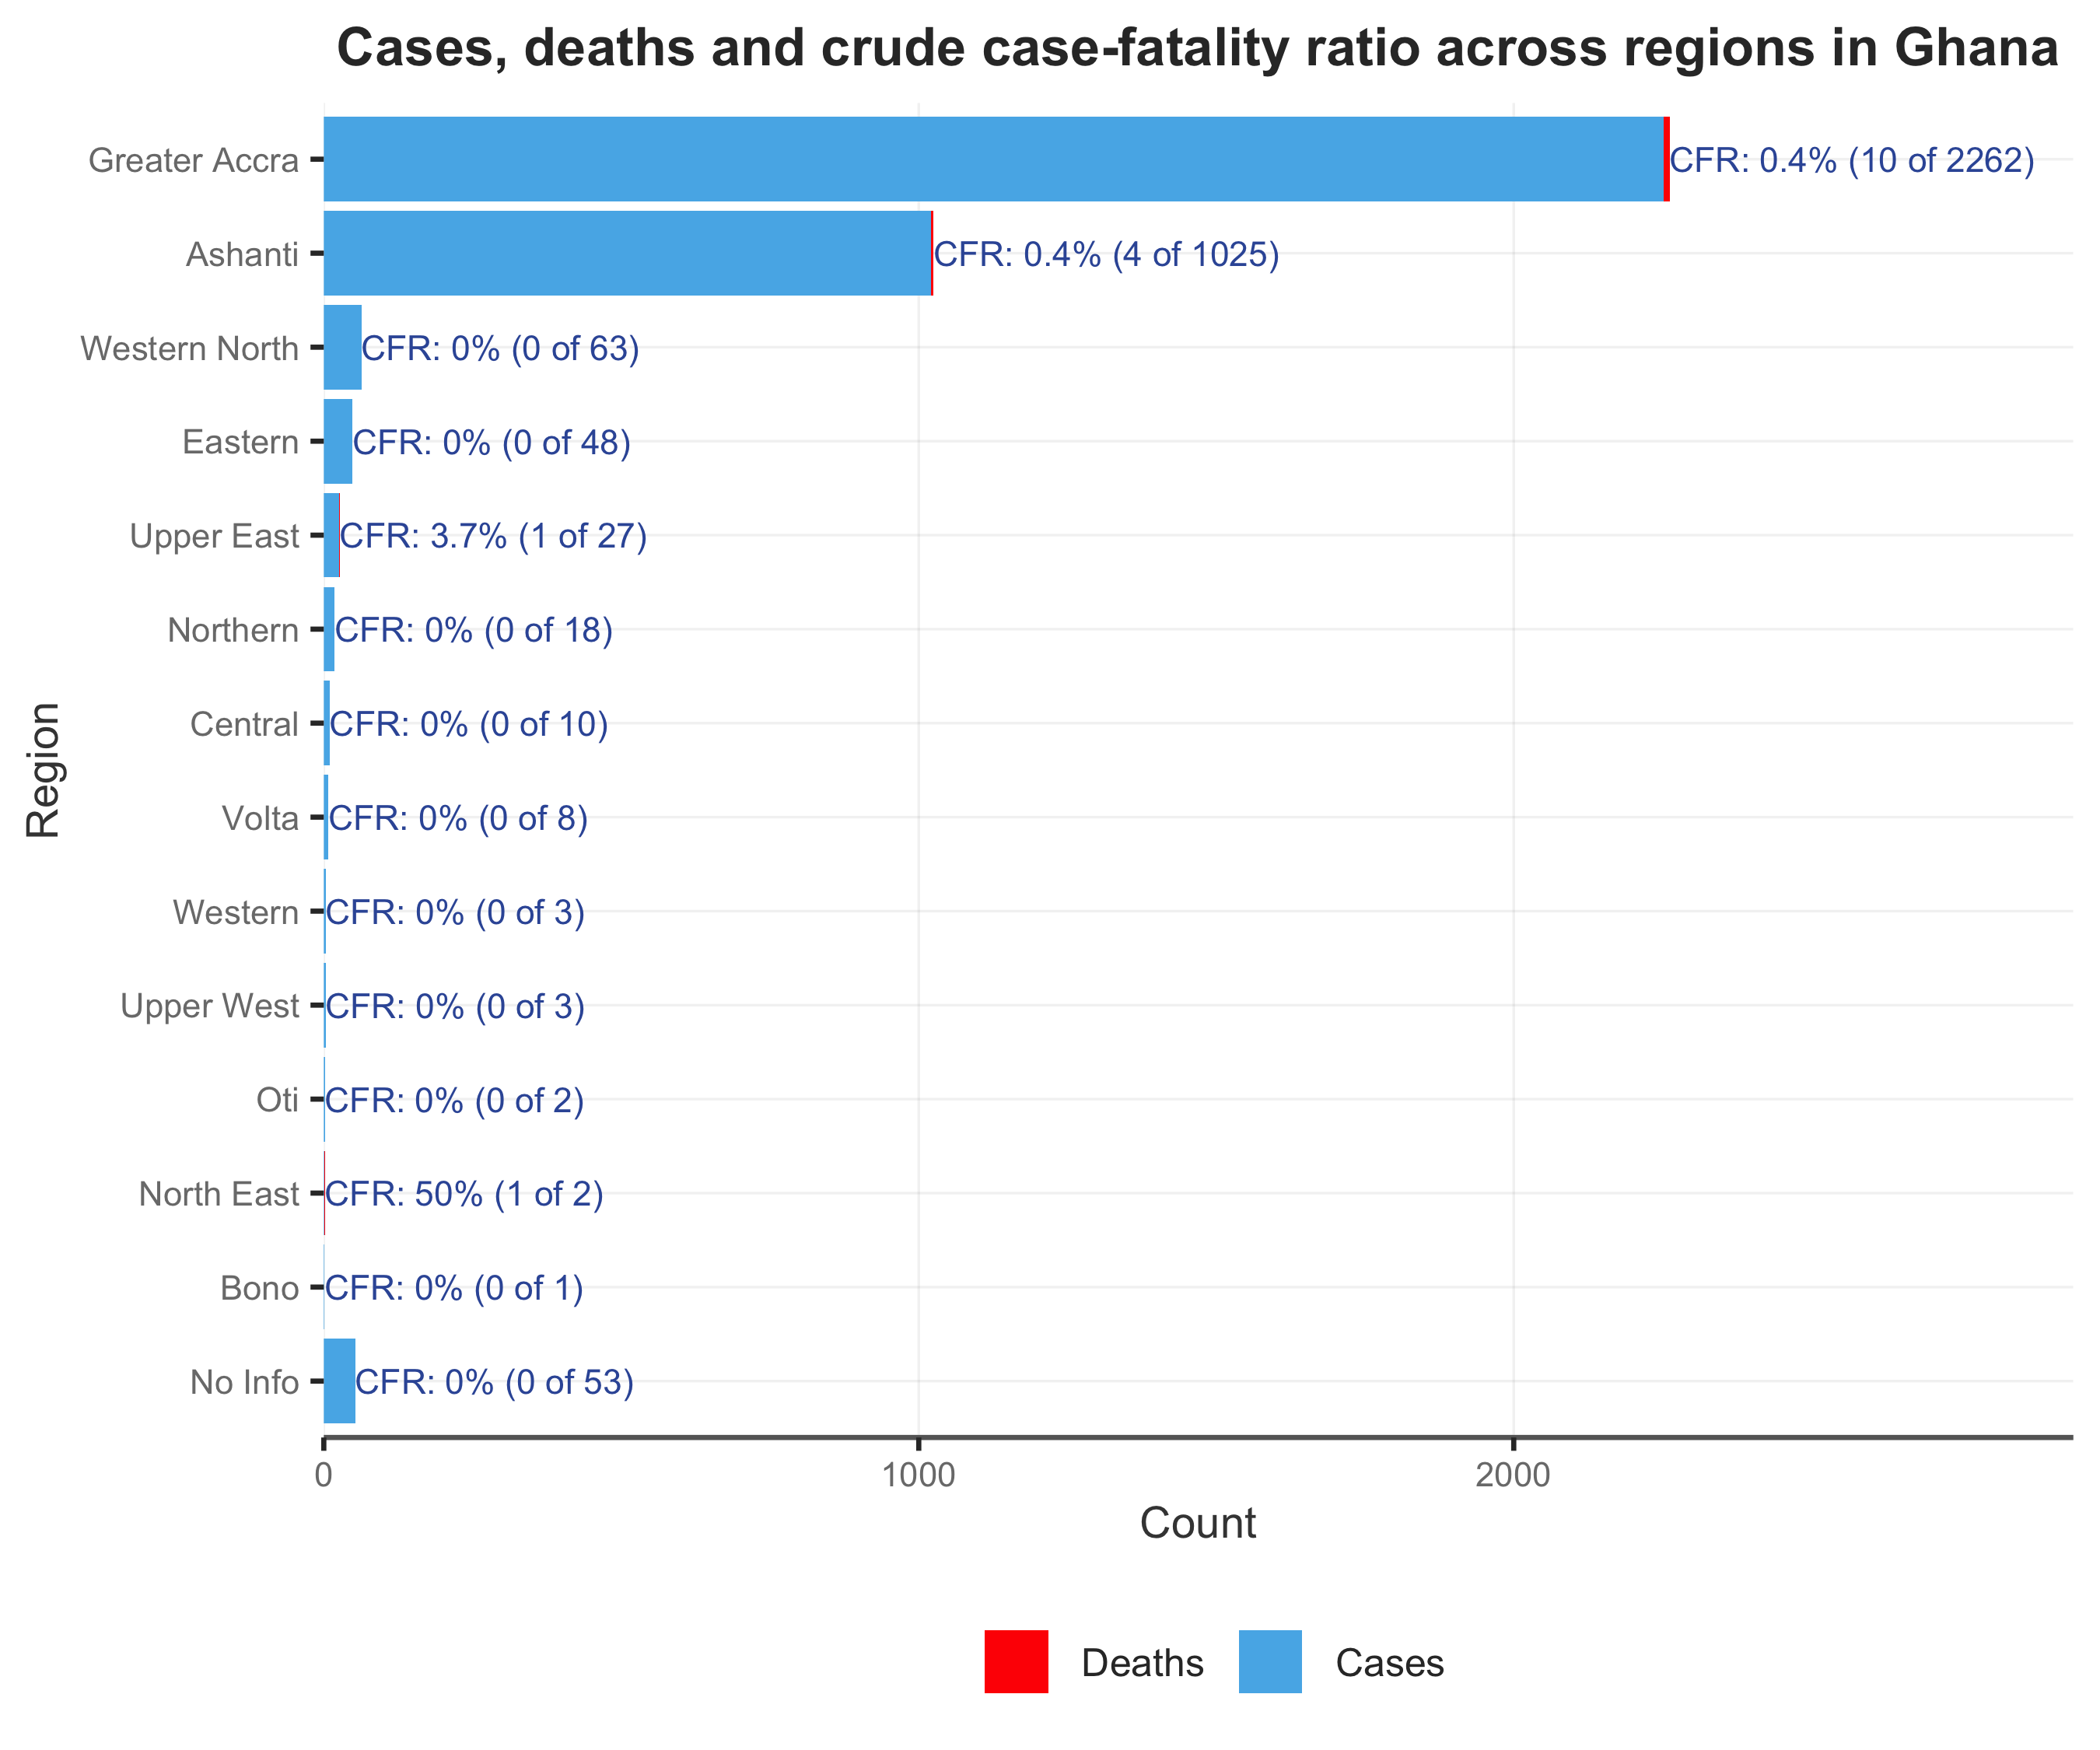 Cases, deaths and crude case-fatality ratio across regions in Ghana
Greater Accra CFR: 0.4% (10 of 2262)
Ashanti CFR: 0.4% (4 of 1025)
Western North CFR: 0% (0 of 63)
Eastern CFR: 0% (0 of 48)
Upper East CFR: 3.7% (1 of 27)
Northern CFR: 0% (0 of 18)
Central CFR: 0% (0 of 10)
Volta CFR: 0% (0 of 8)
Western CFR: 0% (0 of 3)
Upper West CFR: 0% (0 of 3)
Oti CFR: 0% (0 of 2)
North East CFR: 50% (1 of 2)
Bono CFR: 0% (0 of 1)
No Info CFR: 0% (0 of 53)
Region
0 1000 2000
Count
Deaths Cases